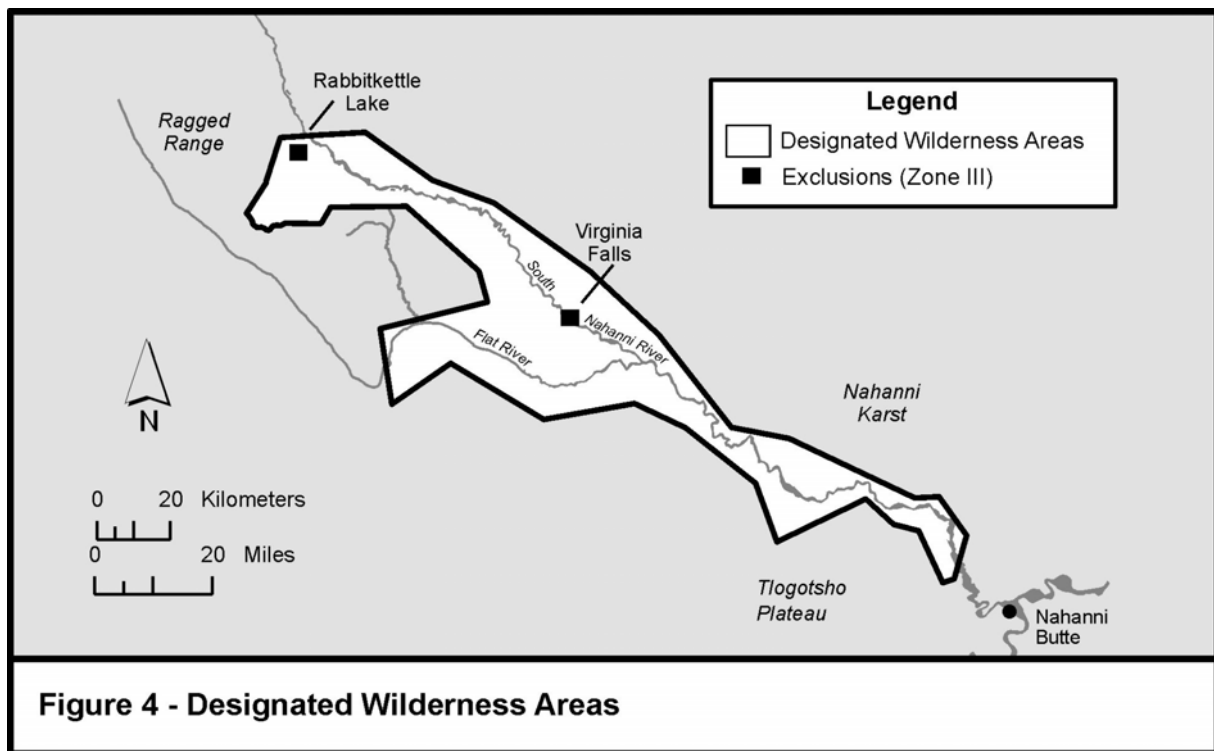 Rabbitkettle
Lake
Ragged
Range
Legend
Designated Wilderness Areas
Exclusions (Zone III)
Virginia
Falls
South
Nahanni River
Flat River
N
Nahanni
Karst
0 20 Kilometers
0 20 Miles
Tlogotsho
Plateau
Nahanni
Butte
Figure 4 - Designated Wilderness Areas